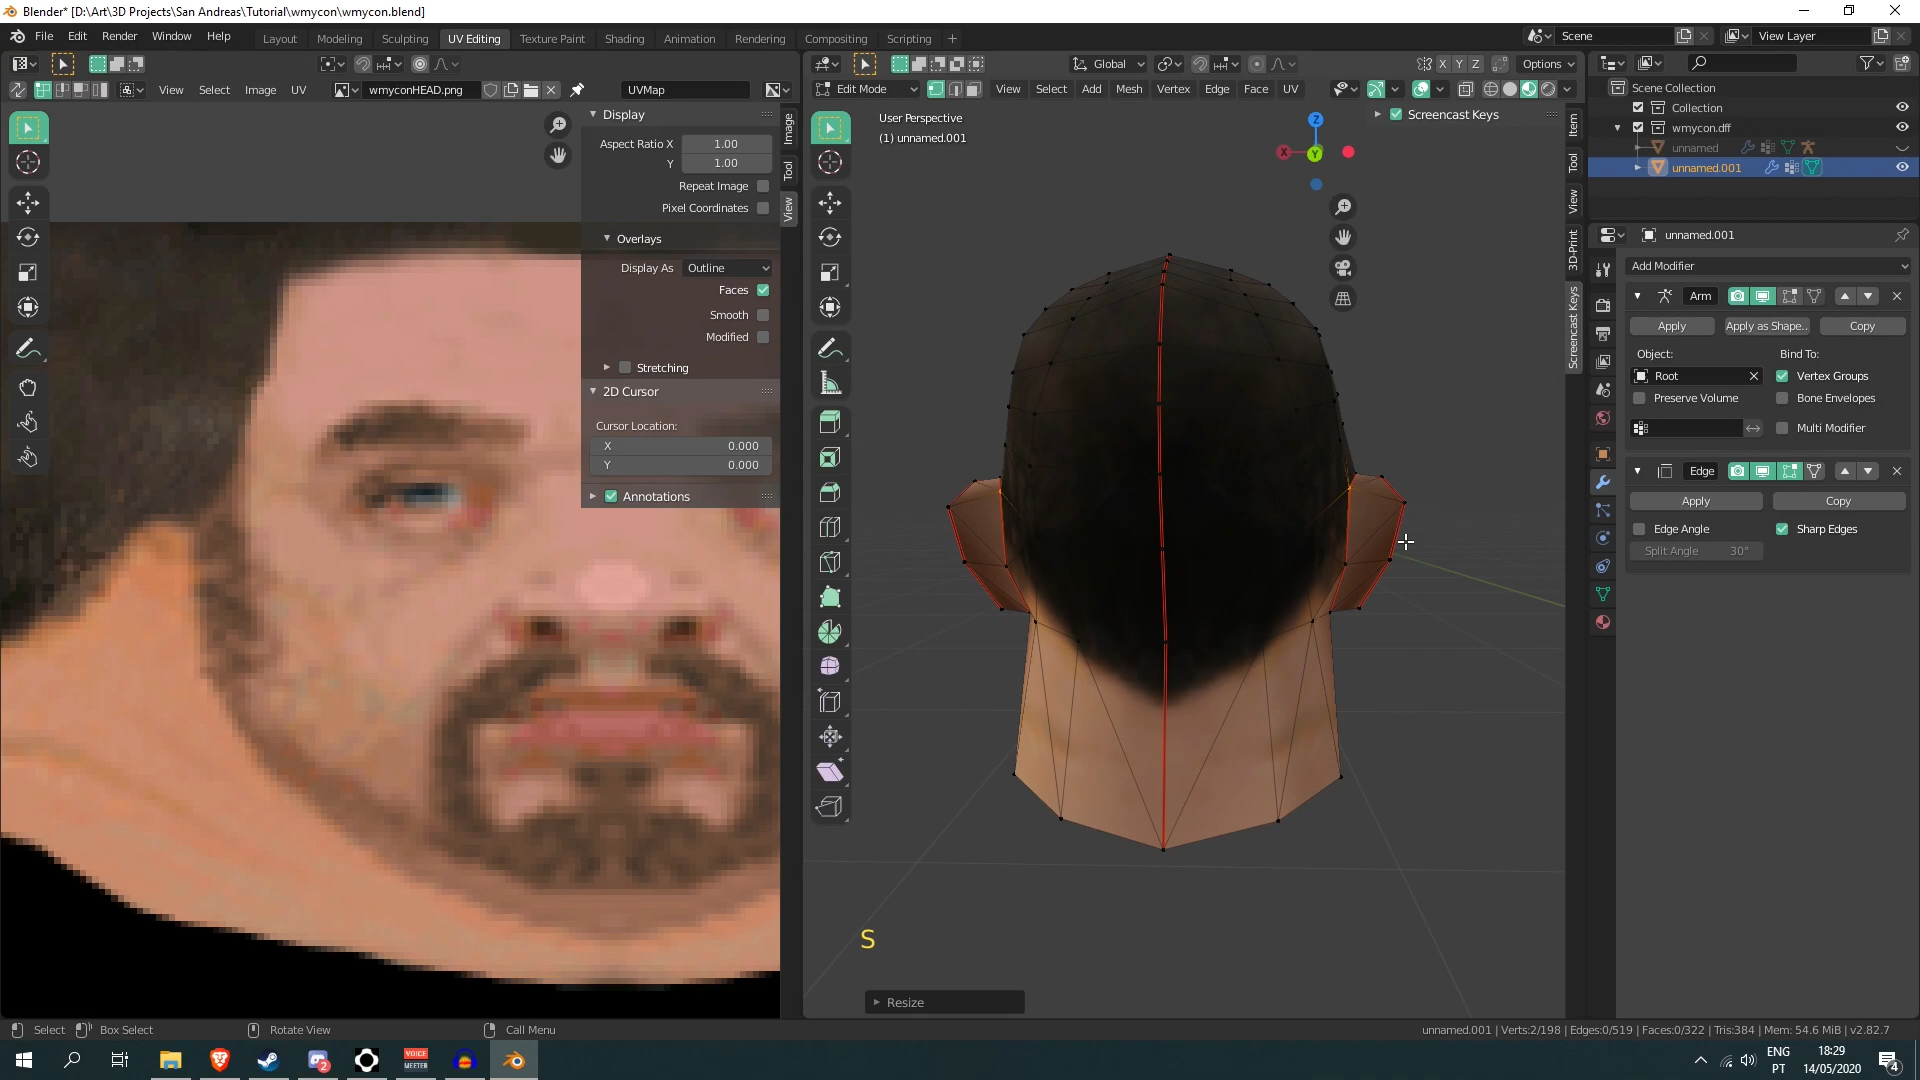 Blender* [D:\Art\3D Projects\San Andreas\Tutorial\wmycon\wmycon.blend]
File Edit Render Window Help
Layout Modeling Sculpting UV Editing Texture Paint Shading Animation Rendering Compositing Scripting +
Scene
View Layer
Global
X Y Z
Options
View Select Image UV
wmyconHEAD.png
UVMap
Edit Mode
View Select Add Mesh Vertex Edge Face UV
Display
Aspect Ratio X 1.00
Y 1.00
Repeat Image
Pixel Coordinates
Overlays
Display As Outline
Faces
Smooth
Modified
Stretching
2D Cursor
Cursor Location:
X 0.000
Y 0.000
Annotations
Image
Tool
View
User Perspective
(1) unnamed.001
Screencast Keys
Z
X
Y
Item
Tool
View
3D-Print
Screencast Keys
S
Resize
Scene Collection
Collection
wmycon.dff
unnamed
unnamed.001
unnamed.001
Add Modifier
Arm
Apply
Apply as Shape..
Copy
Object:
Bind To:
Root
Vertex Groups
Preserve Volume
Bone Envelopes
Multi Modifier
Edge
Apply
Copy
Edge Angle
Sharp Edges
Split Angle 30°
Select
Box Select
Rotate View
Call Menu
unnamed.001 | Verts:2/198 | Edges:0/519 | Faces:0/322 | Tris:384 | Mem: 54.6 MiB | v2.82.7
2
VOICE
MEETER
ENG
PT
18:29
14/05/2020
4